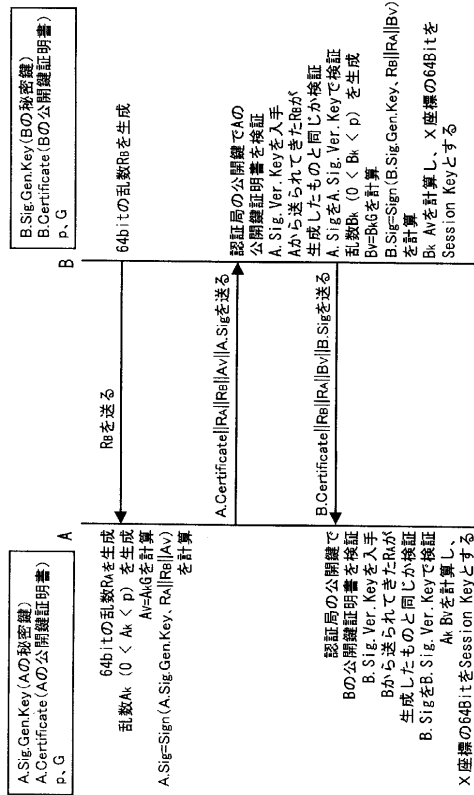 A.Sig.Gen.Key(Aの秘密鍵)
A.Certificate(Aの公開鍵証明書)
p、G
B.Sig.Gen.Key(Bの秘密鍵)
B.Certificate(Bの公開鍵証明書)
p、G
A
B
64bitの乱数RBを生成
RBを送る
64bitの乱数RAを生成
乱数Ak (0 < Ak < p) を生成
Av=AkGを計算
A.Sig=Sign(A.Sig.Gen.Key、RA||RB||Av)
を計算
A.Certificate||RA||RB||Av||A.Sigを送る
認証局の公開鍵でAの
公開鍵証明書を検証
A.Sig.Ver.Keyを入手
Aから送られてきたRBが
生成したものと同じか検証
A.SigをA.Sig.Ver.Keyで検証
乱数Bk (0 < Bk < p) を生成
Bv=BkGを計算
B.Sig=Sign(B.Sig.Gen.Key、RB||RA||Bv)
を計算
Bk Avを計算し、X座標の64Bitを
Session Keyとする
B.Certificate||RB||RA||Bv||B.Sigを送る
認証局の公開鍵で
Bの公開鍵証明書を検証
B.Sig.Ver.Keyを入手
Bから送られてきたRAが
生成したものと同じか検証
B.SigをB.Sig.Ver.Keyで検証
Ak Bvを計算し、
X座標の64BitをSession Keyとする